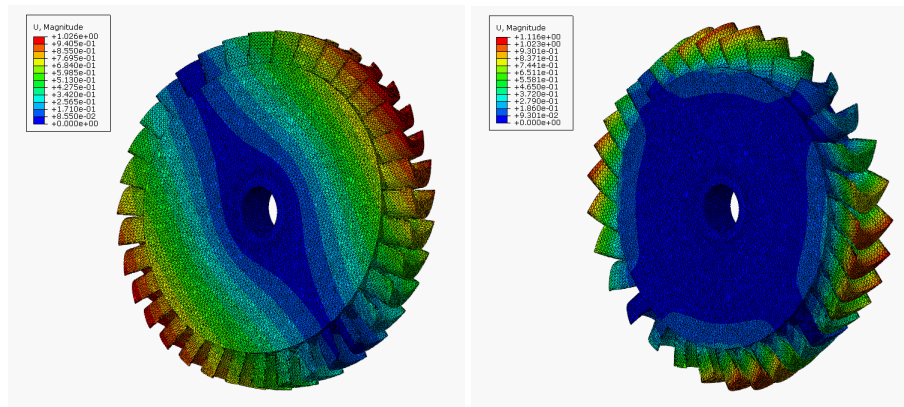 U, Magnitude
+1.026e+00
+9.405e-01
+8.550e-01
+7.695e-01
+6.840e-01
+5.985e-01
+5.130e-01
+4.275e-01
+3.420e-01
+2.565e-01
+1.710e-01
+8.550e-02
+0.000e+00
U, Magnitude
+1.116e+00
+1.023e+00
+9.301e-01
+8.371e-01
+7.441e-01
+6.511e-01
+5.581e-01
+4.650e-01
+3.720e-01
+2.790e-01
+1.860e-01
+9.301e-02
+0.000e+00